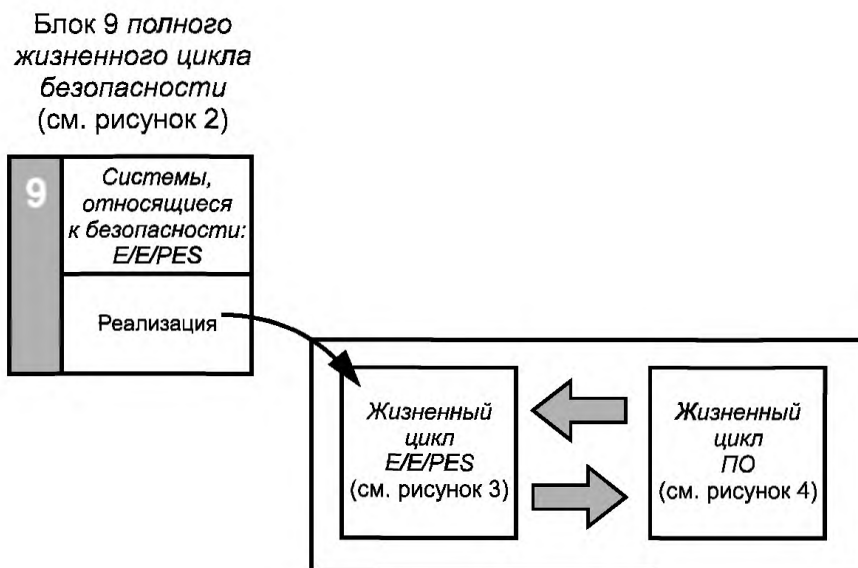 Блок 9 полного
жизненного цикла
безопасности
(см. рисунок 2)
9
Системы,
относящиеся
к безопасности:
E/E/PES
Реализация
Жизненный
цикл
E/E/PES
(см. рисунок 3)
Жизненный
цикл
ПО
(см. рисунок 4)